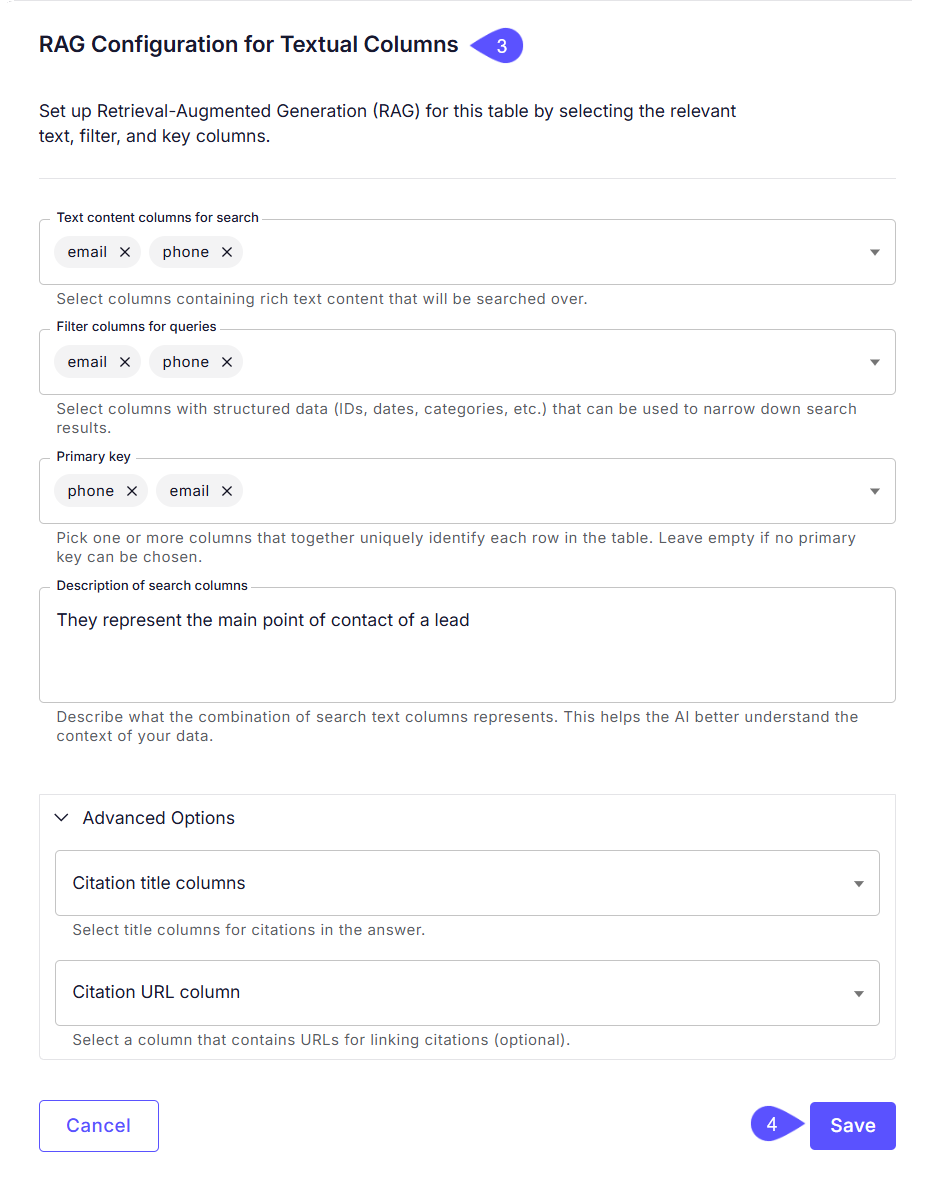 RAG Configuration for Textual Columns 3
Set up Retrieval-Augmented Generation (RAG) for this table by selecting the relevant
text, filter, and key columns.
Text content columns for search
email × phone ×
Select columns containing rich text content that will be searched over.
Filter columns for queries
email × phone ×
Select columns with structured data (IDs, dates, categories, etc.) that can be used to narrow down search
results.
Primary key
phone × email ×
Pick one or more columns that together uniquely identify each row in the table. Leave empty if no primary
key can be chosen.
Description of search columns
They represent the main point of contact of a lead
Describe what the combination of search text columns represents. This helps the AI better understand the
context of your data.
Advanced Options
Citation title columns
Select title columns for citations in the answer.
Citation URL column
Select a column that contains URLs for linking citations (optional).
Cancel 4 Save